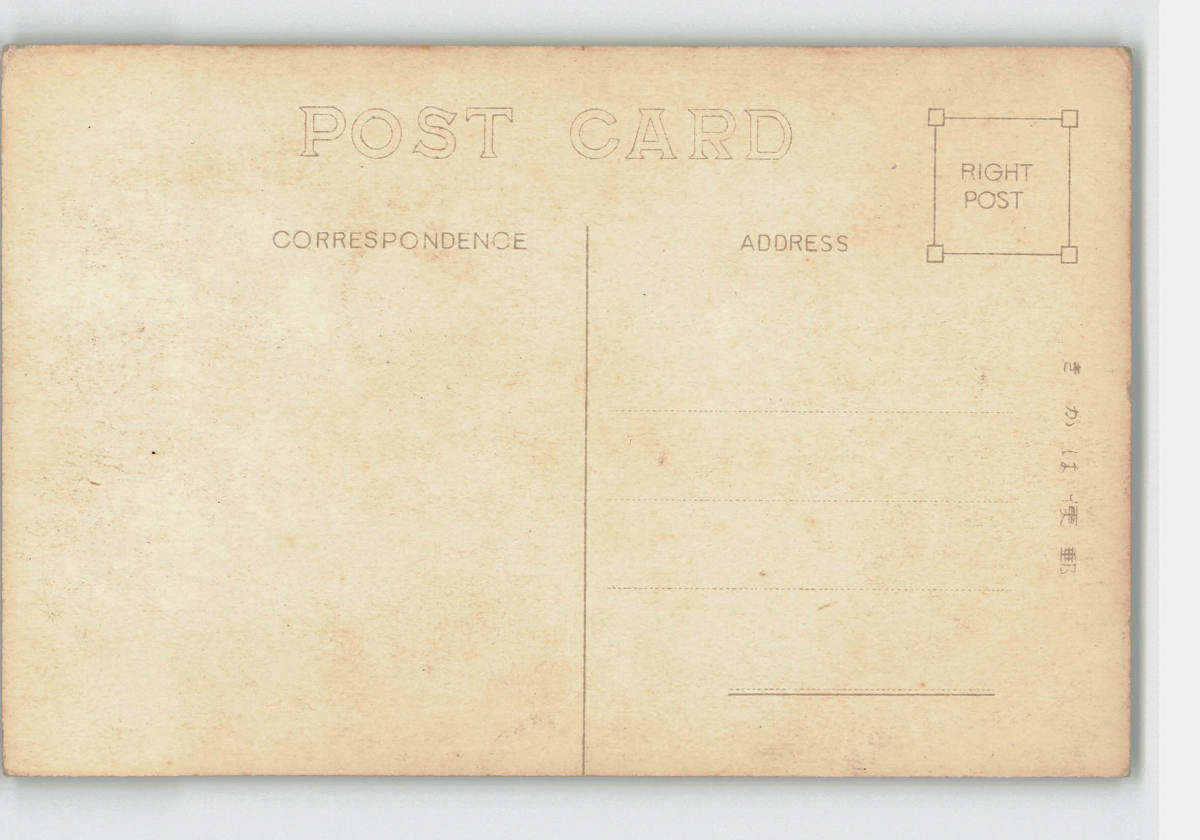 POST CARD
RIGHT
POST
CORRESPONDENCE
ADDRESS
きかは便郵